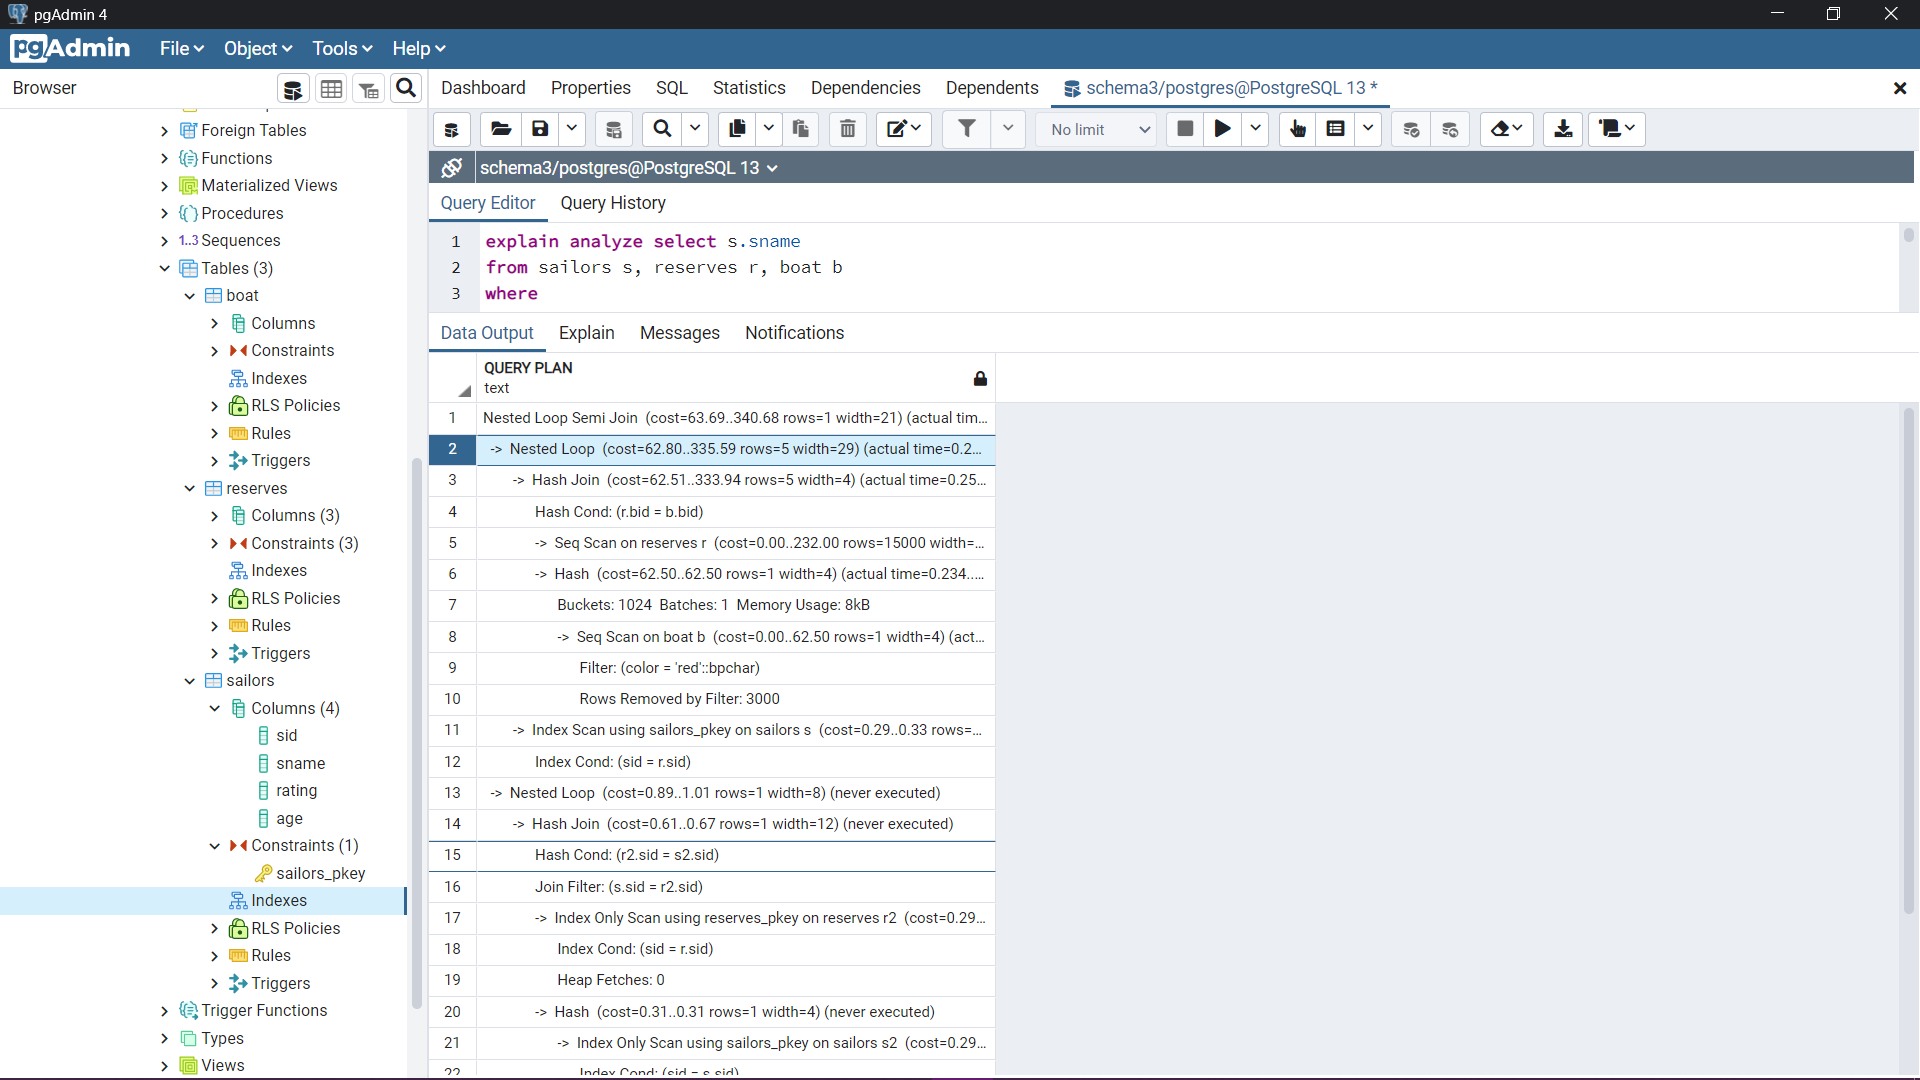 pgAdmin 4
pgAdmin File Object Tools Help
Browser
Foreign Tables
Functions
Materialized Views
Procedures
1..3 Sequences
Tables (3)
boat
Columns
Constraints
Indexes
RLS Policies
Rules
Triggers
reserves
Columns (3)
Constraints (3)
Indexes
RLS Policies
Rules
Triggers
sailors
Columns (4)
sid
sname
rating
age
Constraints (1)
sailors_pkey
Indexes
RLS Policies
Rules
Triggers
Trigger Functions
Types
Views
Dashboard Properties SQL Statistics Dependencies Dependents schema3/postgres@PostgreSQL 13 *
No limit
schema3/postgres@PostgreSQL 13
Query Editor Query History
1 explain analyze select s.sname
2 from sailors s, reserves r, boat b
3 where
Data Output Explain Messages Notifications
QUERY PLAN
text
1 Nested Loop Semi Join (cost=63.69..340.68 rows=1 width=21) (actual tim...
2 -> Nested Loop (cost=62.80..335.59 rows=5 width=29) (actual time=0.2...
3 -> Hash Join (cost=62.51..333.94 rows=5 width=4) (actual time=0.25...
4 Hash Cond: (r.bid = b.bid)
5 -> Seq Scan on reserves r (cost=0.00..232.00 rows=15000 width=...
6 -> Hash (cost=62.50..62.50 rows=1 width=4) (actual time=0.234.....
7 Buckets: 1024 Batches: 1 Memory Usage: 8kB
8 -> Seq Scan on boat b (cost=0.00..62.50 rows=1 width=4) (act...
9 Filter: (color = 'red'::bpchar)
10 Rows Removed by Filter: 3000
11 -> Index Scan using sailors_pkey on sailors s (cost=0.29..0.33 rows=...
12 Index Cond: (sid = r.sid)
13 -> Nested Loop (cost=0.89..1.01 rows=1 width=8) (never executed)
14 -> Hash Join (cost=0.61..0.67 rows=1 width=12) (never executed)
15 Hash Cond: (r2.sid = s2.sid)
16 Join Filter: (s.sid = r2.sid)
17 -> Index Only Scan using reserves_pkey on reserves r2 (cost=0.29...
18 Index Cond: (sid = r.sid)
19 Heap Fetches: 0
20 -> Hash (cost=0.31..0.31 rows=1 width=4) (never executed)
21 -> Index Only Scan using sailors_pkey on sailors s2 (cost=0.29...
22 Index Cond: (sid = s.sid)